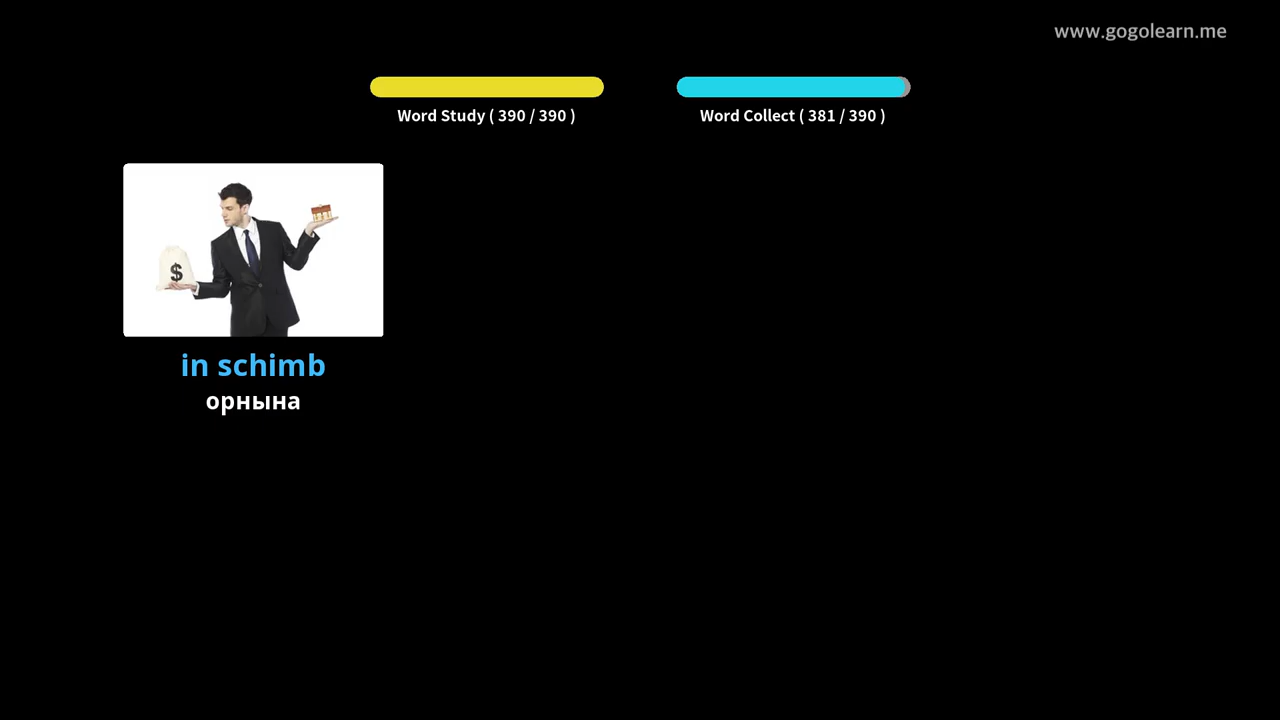 www.gogolearn.me
Word Study ( 390 / 390 )
Word Collect ( 381 / 390 )
$
in schimb
орнына